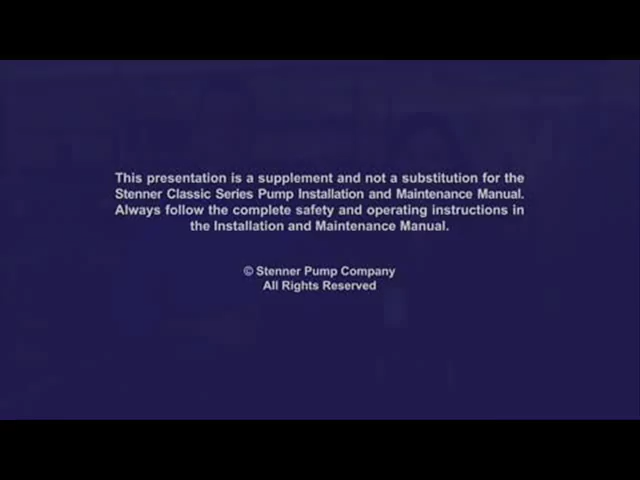 This presentation is a supplement and not a substitution for the
Stenner Classic Series Pump Installation and Maintenance Manual.
Always follow the complete safety and operating instructions in
the Installation and Maintenance Manual.
© Stenner Pump Company
All Rights Reserved